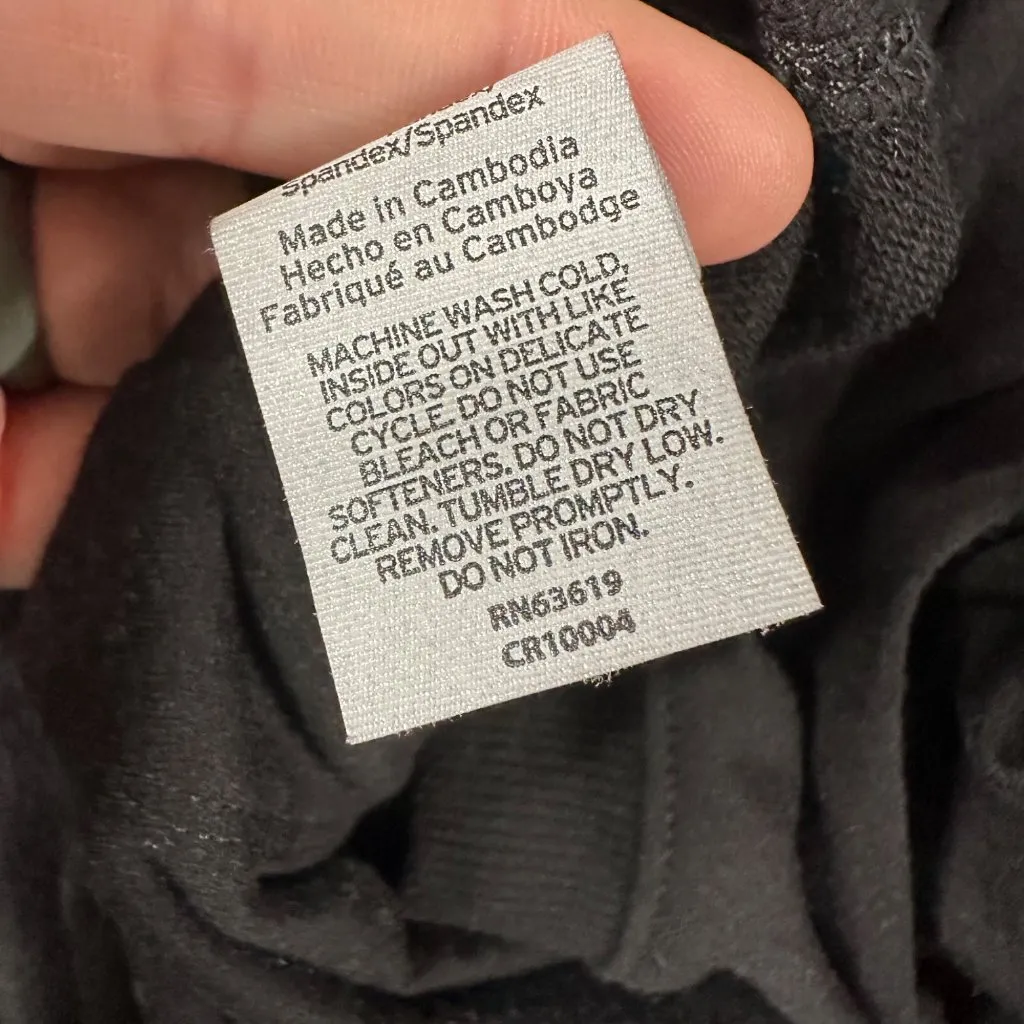 Spandex/Spandex
Made in Cambodia
Hecho en Camboya
Fabriqué au Cambodge
MACHINE WASH COLD,
INSIDE OUT WITH LIKE
COLORS ON DELICATE
CYCLE. DO NOT USE
BLEACH OR FABRIC
SOFTENERS. DO NOT DRY
CLEAN. TUMBLE DRY LOW.
REMOVE PROMPTLY.
DO NOT IRON.
RN63619
CR10004